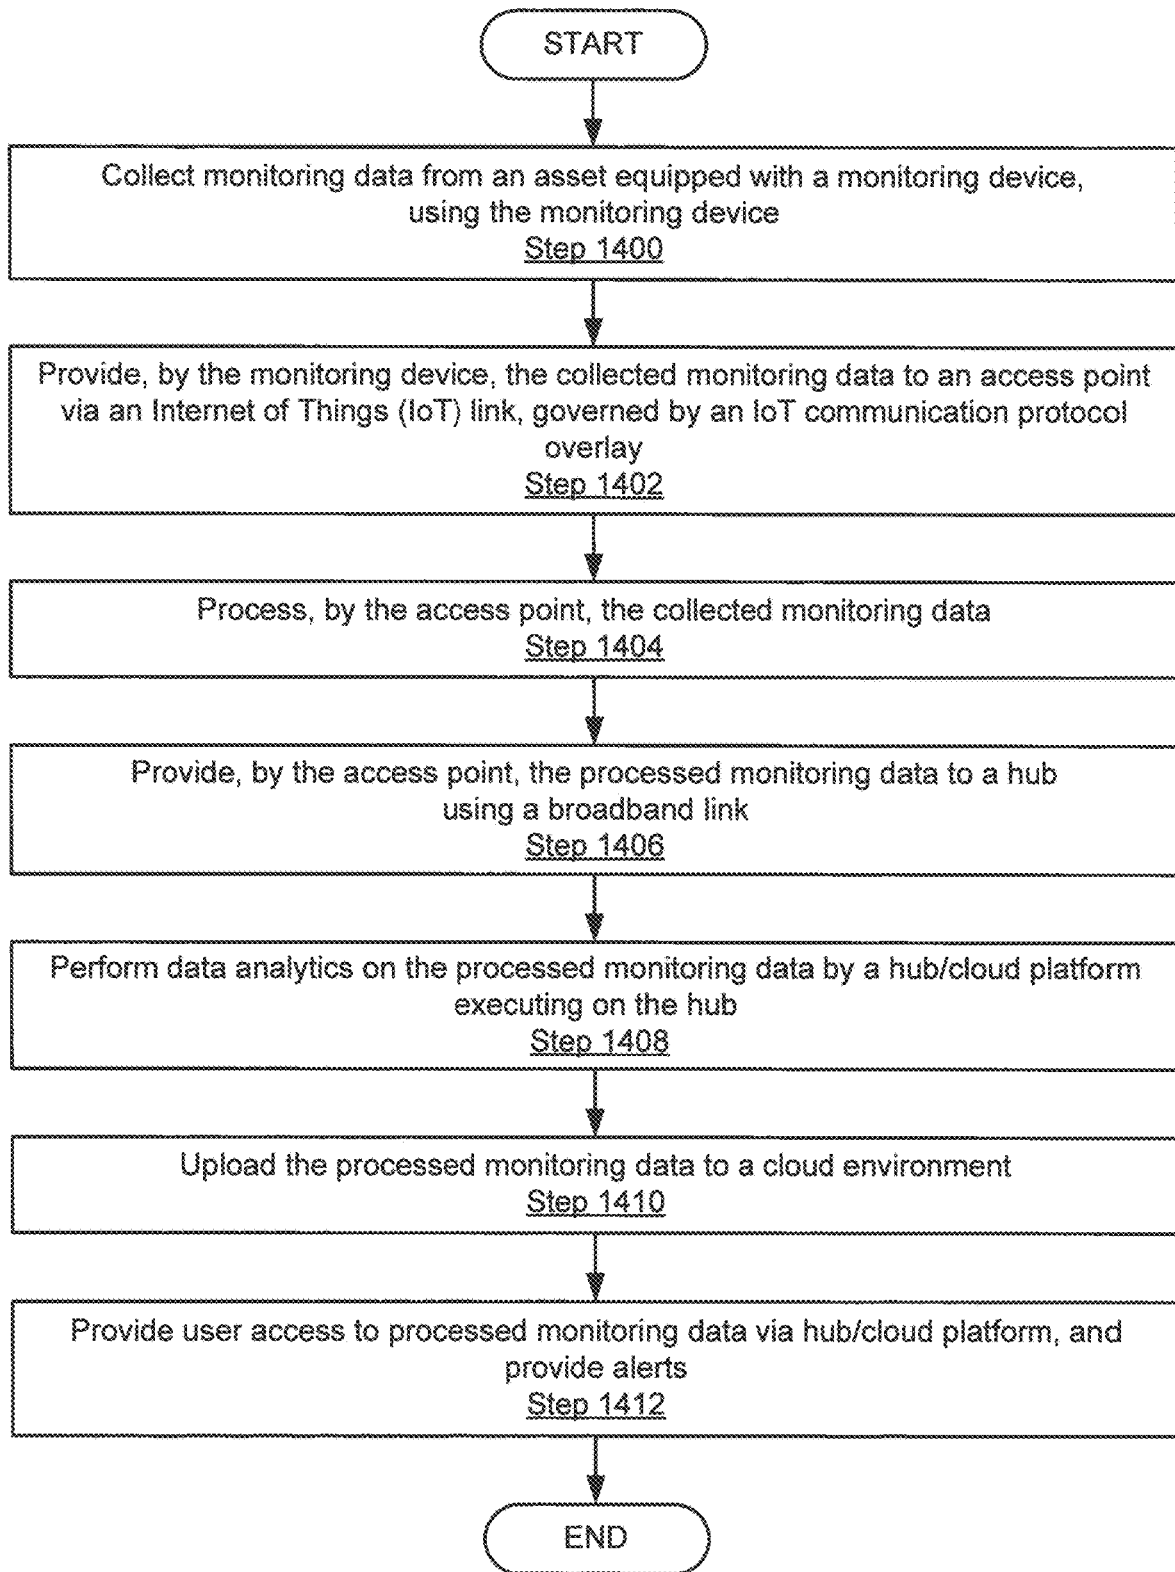 START
Collect monitoring data from an asset equipped with a monitoring device,
using the monitoring device
Step 1400
Provide, by the monitoring device, the collected monitoring data to an access point
via an Internet of Things (IoT) link, governed by an IoT communication protocol
overlay
Step 1402
Process, by the access point, the collected monitoring data
Step 1404
Provide, by the access point, the processed monitoring data to a hub
using a broadband link
Step 1406
Perform data analytics on the processed monitoring data by a hub/cloud platform
executing on the hub
Step 1408
Upload the processed monitoring data to a cloud environment
Step 1410
Provide user access to processed monitoring data via hub/cloud platform, and
provide alerts
Step 1412
END